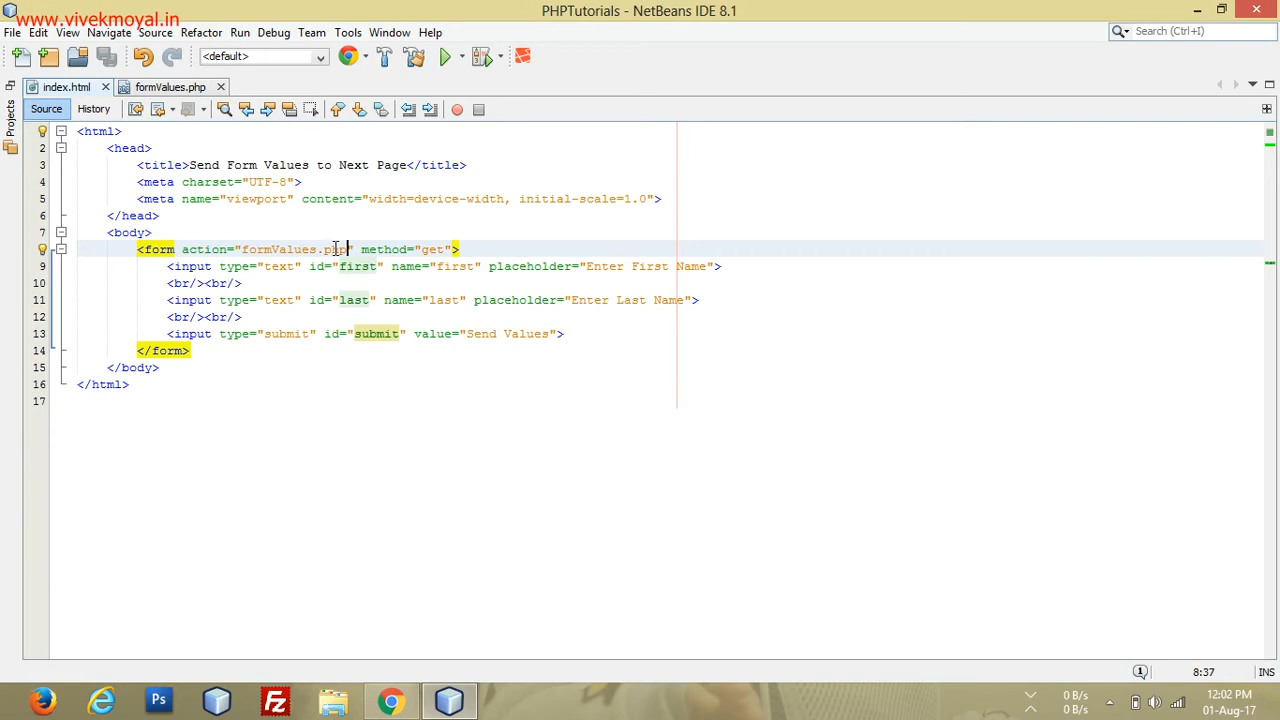 www.vivekmoyal.in
PHPTutorials - NetBeans IDE 8.1
File Edit View Navigate Source Refactor Run Debug Team Tools Window Help
Search (Ctrl+I)
<default>
index.html formValues.php
Source History
Projects
<html>
2 <head>
3 <title>Send Form Values to Next Page</title>
4 <meta charset="UTF-8">
5 <meta name="viewport" content="width=device-width, initial-scale=1.0">
6 </head>
7 <body>
<form action="formValues.php" method="get">
9 <input type="text" id="first" name="first" placeholder="Enter First Name">
10 <br/><br/>
11 <input type="text" id="last" name="last" placeholder="Enter Last Name">
12 <br/><br/>
13 <input type="submit" id="submit" value="Send Values">
14 </form>
15 </body>
16 </html>
17
8:37 INS
Ps
Fz
0 B/s
0 B/s
12:02 PM
01-Aug-17